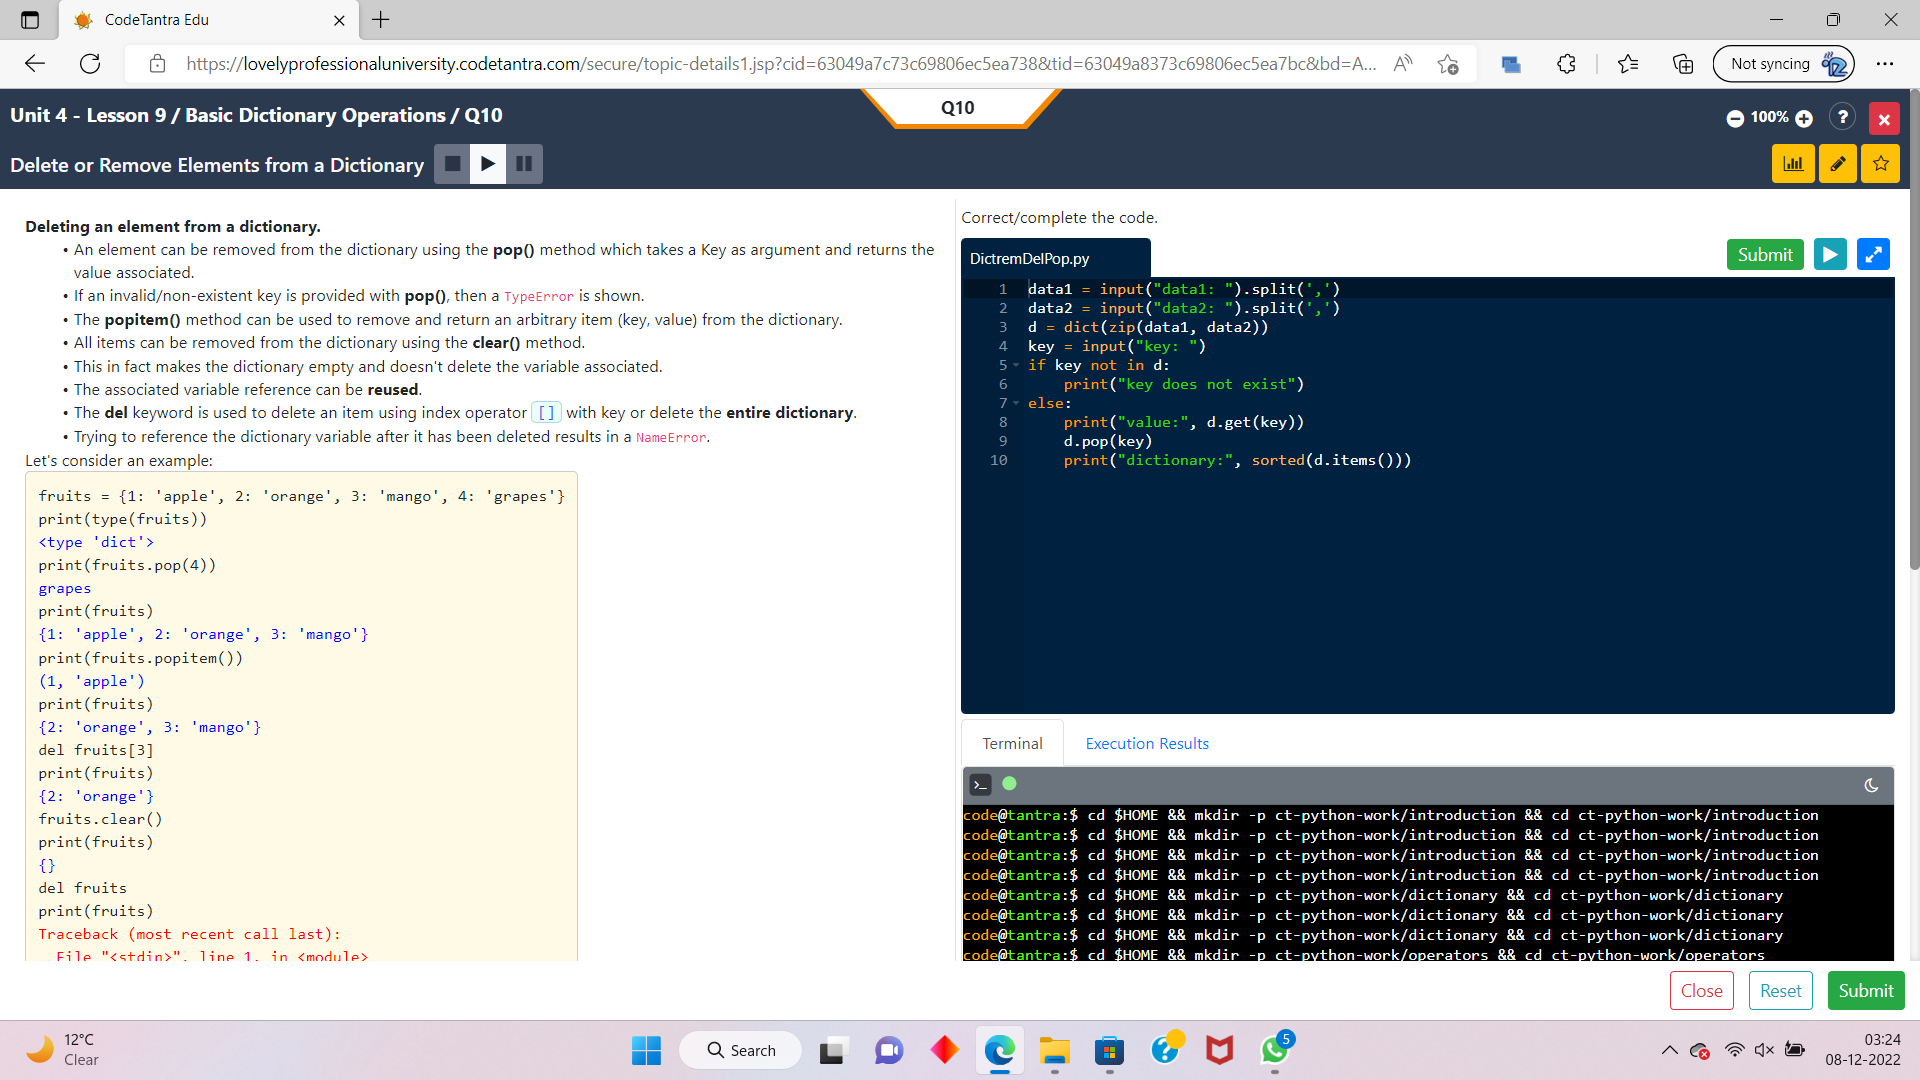 CodeTantra Edu
https://lovelyprofessionaluniversity.codetantra.com/secure/topic-details1.jsp?cid=63049a7c73c69806ec5ea738&tid=63049a8373c69806ec5ea7bc&bd=A...
Not syncing
Unit 4 - Lesson 9 / Basic Dictionary Operations / Q10
Q10
100%
?
Delete or Remove Elements from a Dictionary
Deleting an element from a dictionary.
• An element can be removed from the dictionary using the pop() method which takes a Key as argument and returns the
value associated.
• If an invalid/non-existent key is provided with pop(), then a TypeError is shown.
• The popitem() method can be used to remove and return an arbitrary item (key, value) from the dictionary.
• All items can be removed from the dictionary using the clear() method.
• This in fact makes the dictionary empty and doesn't delete the variable associated.
• The associated variable reference can be reused.
• The del keyword is used to delete an item using index operator [] with key or delete the entire dictionary.
• Trying to reference the dictionary variable after it has been deleted results in a NameError.
Let's consider an example:
fruits = {1: 'apple', 2: 'orange', 3: 'mango', 4: 'grapes'}
print(type(fruits))
<type 'dict'>
print(fruits.pop(4))
grapes
print(fruits)
{1: 'apple', 2: 'orange', 3: 'mango'}
print(fruits.popitem())
(1, 'apple')
print(fruits)
{2: 'orange', 3: 'mango'}
del fruits[3]
print(fruits)
{2: 'orange'}
fruits.clear()
print(fruits)
{}
del fruits
print(fruits)
Traceback (most recent call last):
File "<stdin>", line 1, in <module>
Correct/complete the code.
DictremDelPop.py
Submit
1 data1 = input("data1: ").split(',')
2 data2 = input("data2: ").split(',')
3 d = dict(zip(data1, data2))
4 key = input("key: ")
5 if key not in d:
6 print("key does not exist")
7 else:
8 print("value:", d.get(key))
9 d.pop(key)
10 print("dictionary:", sorted(d.items()))
Terminal
Execution Results
code@tantra:$ cd $HOME && mkdir -p ct-python-work/introduction && cd ct-python-work/introduction
code@tantra:$ cd $HOME && mkdir -p ct-python-work/introduction && cd ct-python-work/introduction
code@tantra:$ cd $HOME && mkdir -p ct-python-work/introduction && cd ct-python-work/introduction
code@tantra:$ cd $HOME && mkdir -p ct-python-work/introduction && cd ct-python-work/introduction
code@tantra:$ cd $HOME && mkdir -p ct-python-work/dictionary && cd ct-python-work/dictionary
code@tantra:$ cd $HOME && mkdir -p ct-python-work/dictionary && cd ct-python-work/dictionary
code@tantra:$ cd $HOME && mkdir -p ct-python-work/dictionary && cd ct-python-work/dictionary
code@tantra:$ cd $HOME && mkdir -p ct-python-work/operators && cd ct-python-work/operators
Close
Reset
Submit
12°C
Clear
Search
5
03:24
08-12-2022